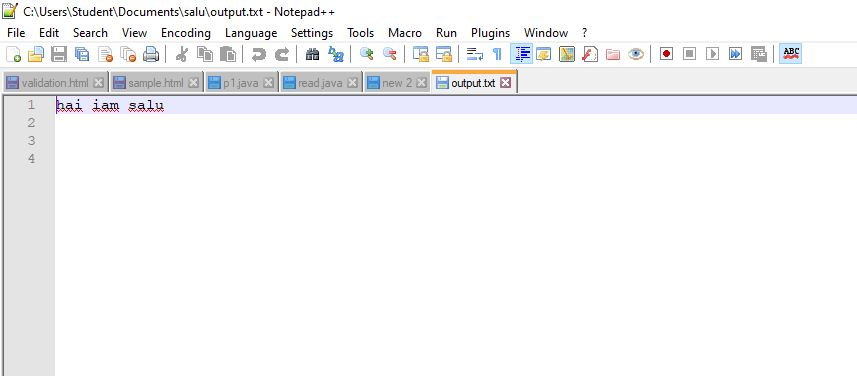 C:\Users\Student\Documents\salu\output.txt - Notepad++
File Edit Search View Encoding Language Settings Tools Macro Run Plugins Window ?
ABC
validation.html sample.html p1.java read.java new 2 output.txt
1 hai iam salu
2
3
4